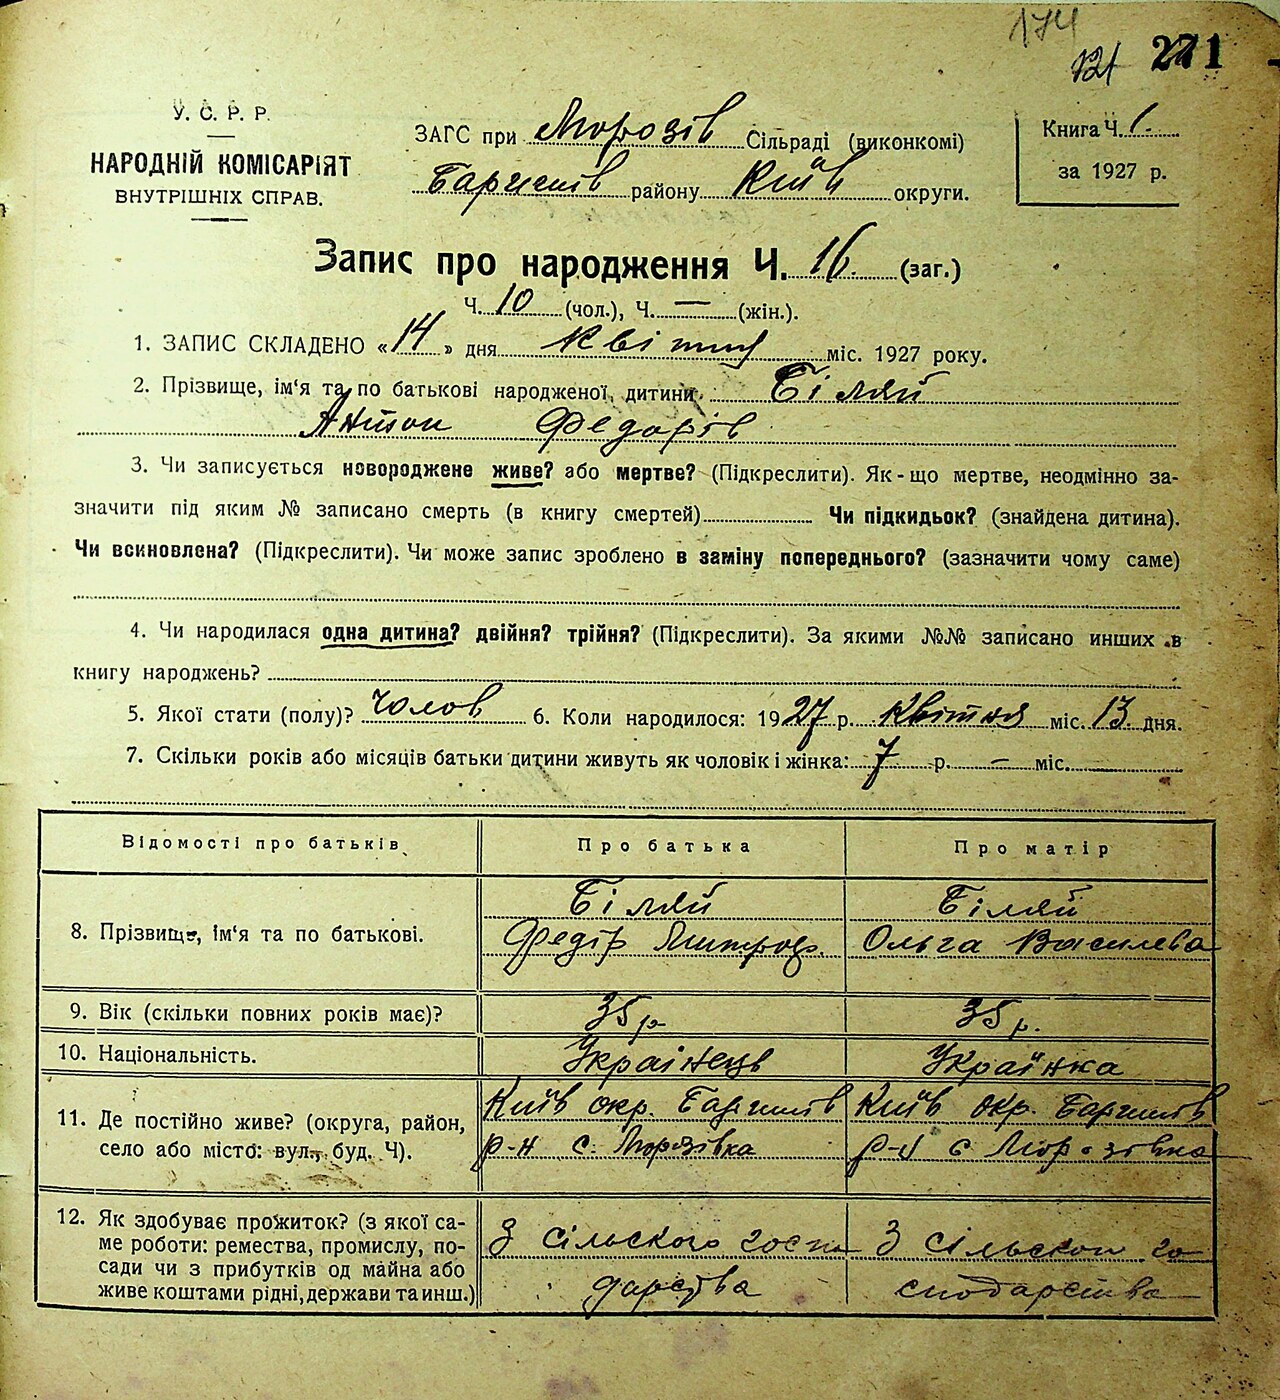 174
121 271
У. С. Р. Р.
НАРОДНІЙ КОМІСАРІЯТ
ВНУТРІШНІХ СПРАВ.
ЗАГС при Морозів Сільраді (виконкомі)
Баришів району Київ округи.
Книга Ч. 1.
за 1927 р.
Запис про народження Ч. 16. (заг.)
Ч. 10 (чол.), Ч. — (жін.).
1. ЗАПИС СКЛАДЕНО «14» дня Квітня міс. 1927 року.
2. Прізвище, ім'я та по батькові народженої дитини Біляй
Антон Федорів
3. Чи записується новороджене живе? або мертве? (Підкреслити). Як-що мертве, неодмінно за-
значити під яким № записано смерть (в книгу смертей) Чи підкидьок? (знайдена дитина).
Чи всиновлена? (Підкреслити). Чи може запис зроблено в заміну попереднього? (зазначити чому саме)
4. Чи народилася одна дитина? двійня? трійня? (Підкреслити). За якими №№ записано инших в
книгу народжень?
5. Якої стати (полу)? Чолов 6. Коли народилося: 1927 р. Квітня міс. 13 дня.
7. Скільки років або місяців батьки дитини живуть як чоловік і жінка: 7 р. — міс.
Відомості про батьків Про батька Про матір
8. Прізвище, ім'я та по батькові.
Біляй
Федір Митроф.
Біляй
Ольга Василева
9. Вік (скільки повних років має)? 35 р 35 р.
10. Національність. Украінець Українка
11. Де постійно живе? (округа, район,
село або місто: вул., буд. Ч).
Київ окр. Баришів
р-н с. Морозівка
Київ окр. Баришів
р-н с Морозівка
12. Як здобуває прожиток? (з якої са-
ме роботи: ремества, промислу, по-
сади чи з прибутків од майна або
живе коштами рідні, держави та инш.)
З сільского госпо
дарства
З сільского го
сподарства